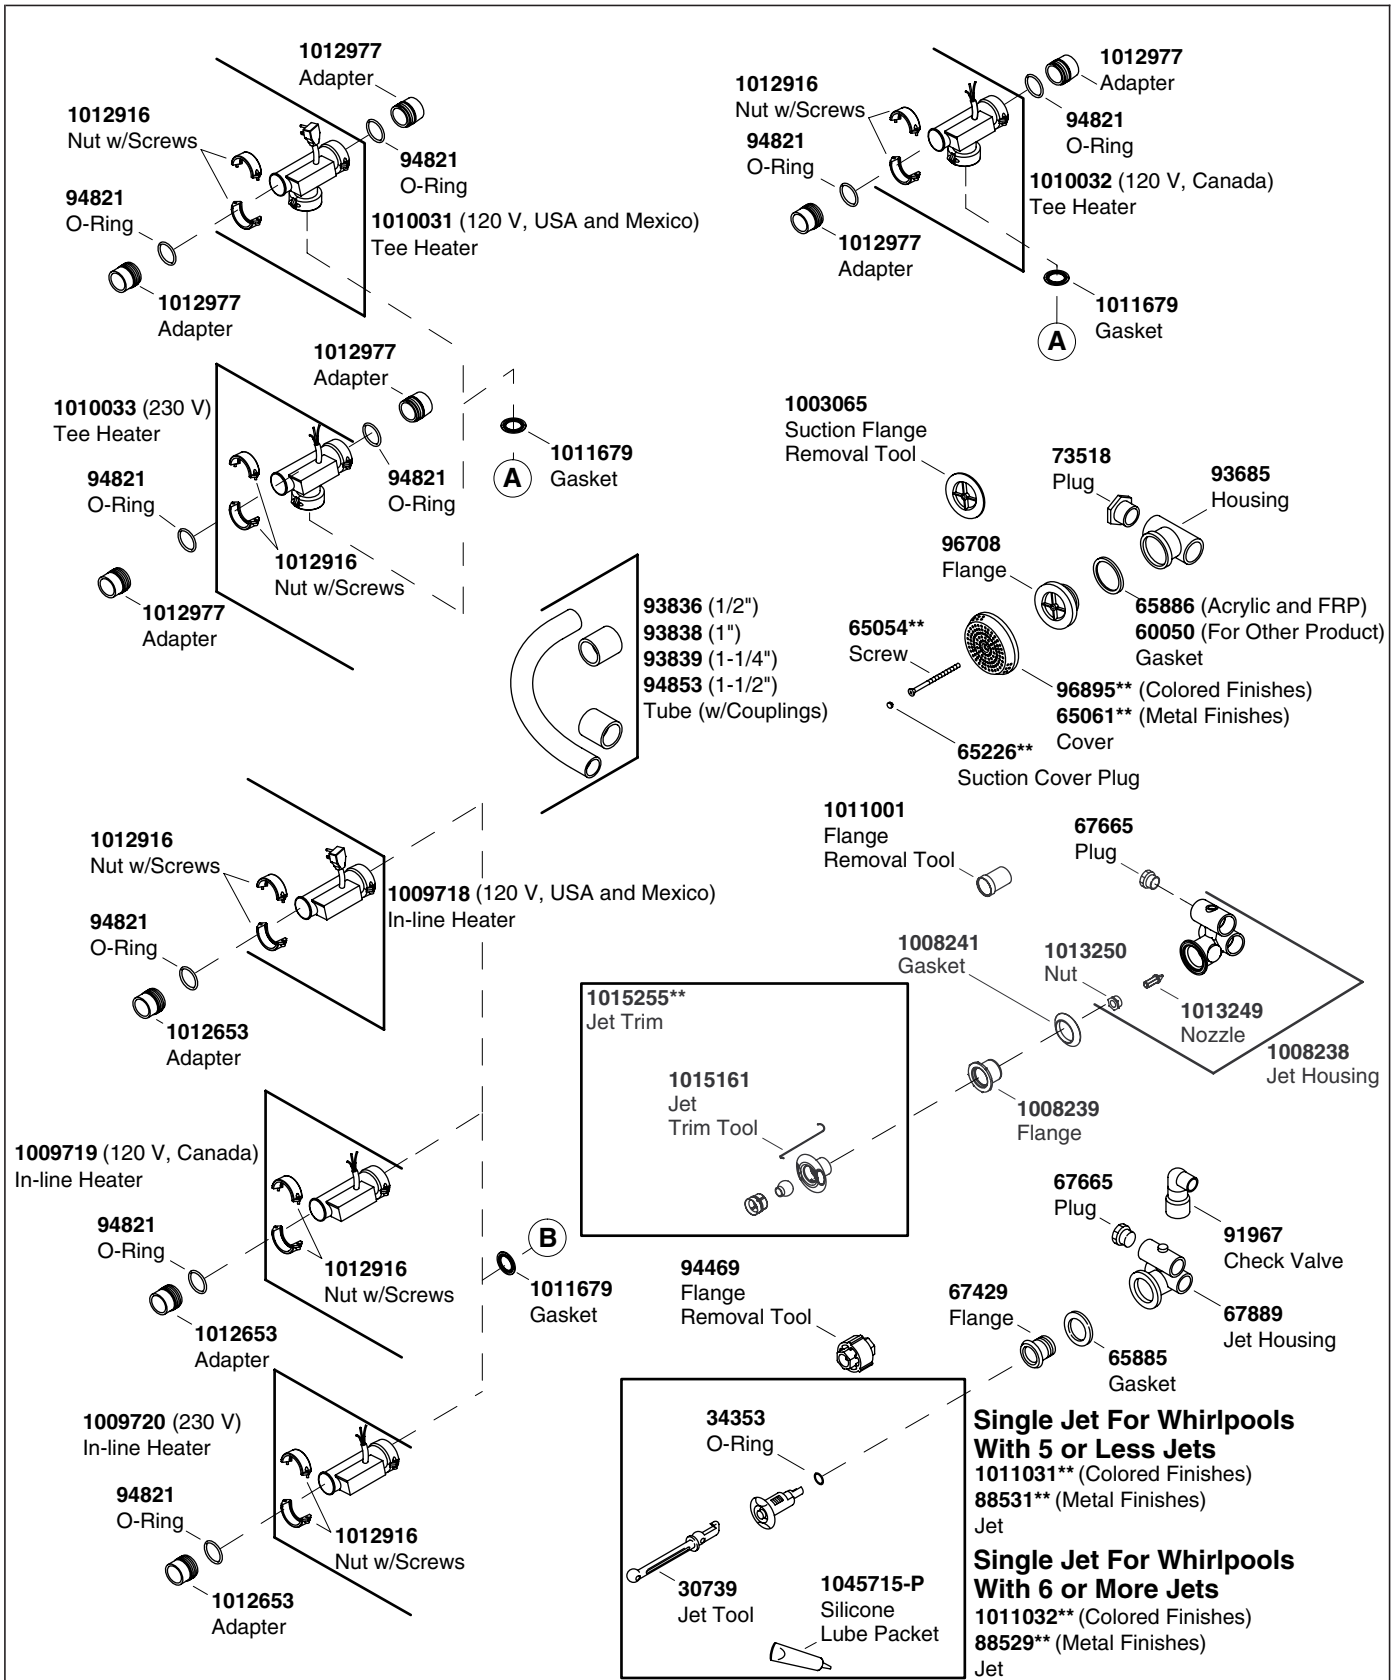 1012977
Adapter
1012916
Nut w/Screws
94821
O-Ring
94821
O-Ring
1010031 (120 V, USA and Mexico)
Tee Heater
1012977
Adapter
1012977
Adapter
1012916
Nut w/Screws
94821
O-Ring
94821
O-Ring
1010032 (120 V, Canada)
Tee Heater
1012977
Adapter
1011679
Gasket
A
1012977
Adapter
1010033 (230 V)
Tee Heater
94821
O-Ring
94821
O-Ring
1012916
Nut w/Screws
1012977
Adapter
1011679
Gasket
A
1003065
Suction Flange
Removal Tool
73518
Plug
93685
Housing
96708
Flange
65886 (Acrylic and FRP)
60050 (For Other Product)
Gasket
65054**
Screw
96895** (Colored Finishes)
65061** (Metal Finishes)
Cover
65226**
Suction Cover Plug
93836 (1/2")
93838 (1")
93839 (1-1/4")
94853 (1-1/2")
Tube (w/Couplings)
1012916
Nut w/Screws
1009718 (120 V, USA and Mexico)
In-line Heater
94821
O-Ring
1012653
Adapter
1011001
Flange
Removal Tool
67665
Plug
1008241
Gasket
1013250
Nut
1013249
Nozzle
1008238
Jet Housing
1015255**
Jet Trim
1015161
Jet
Trim Tool
1008239
Flange
1009719 (120 V, Canada)
In-line Heater
94821
O-Ring
1012916
Nut w/Screws
1012653
Adapter
B
1011679
Gasket
67665
Plug
91967
Check Valve
94469
Flange
Removal Tool
67429
Flange
67889
Jet Housing
65885
Gasket
1009720 (230 V)
In-line Heater
94821
O-Ring
1012916
Nut w/Screws
1012653
Adapter
34353
O-Ring
30739
Jet Tool
1045715-P
Silicone
Lube Packet
Single Jet For Whirlpools
With 5 or Less Jets
1011031** (Colored Finishes)
88531** (Metal Finishes)
Jet
Single Jet For Whirlpools
With 6 or More Jets
1011032** (Colored Finishes)
88529** (Metal Finishes)
Jet